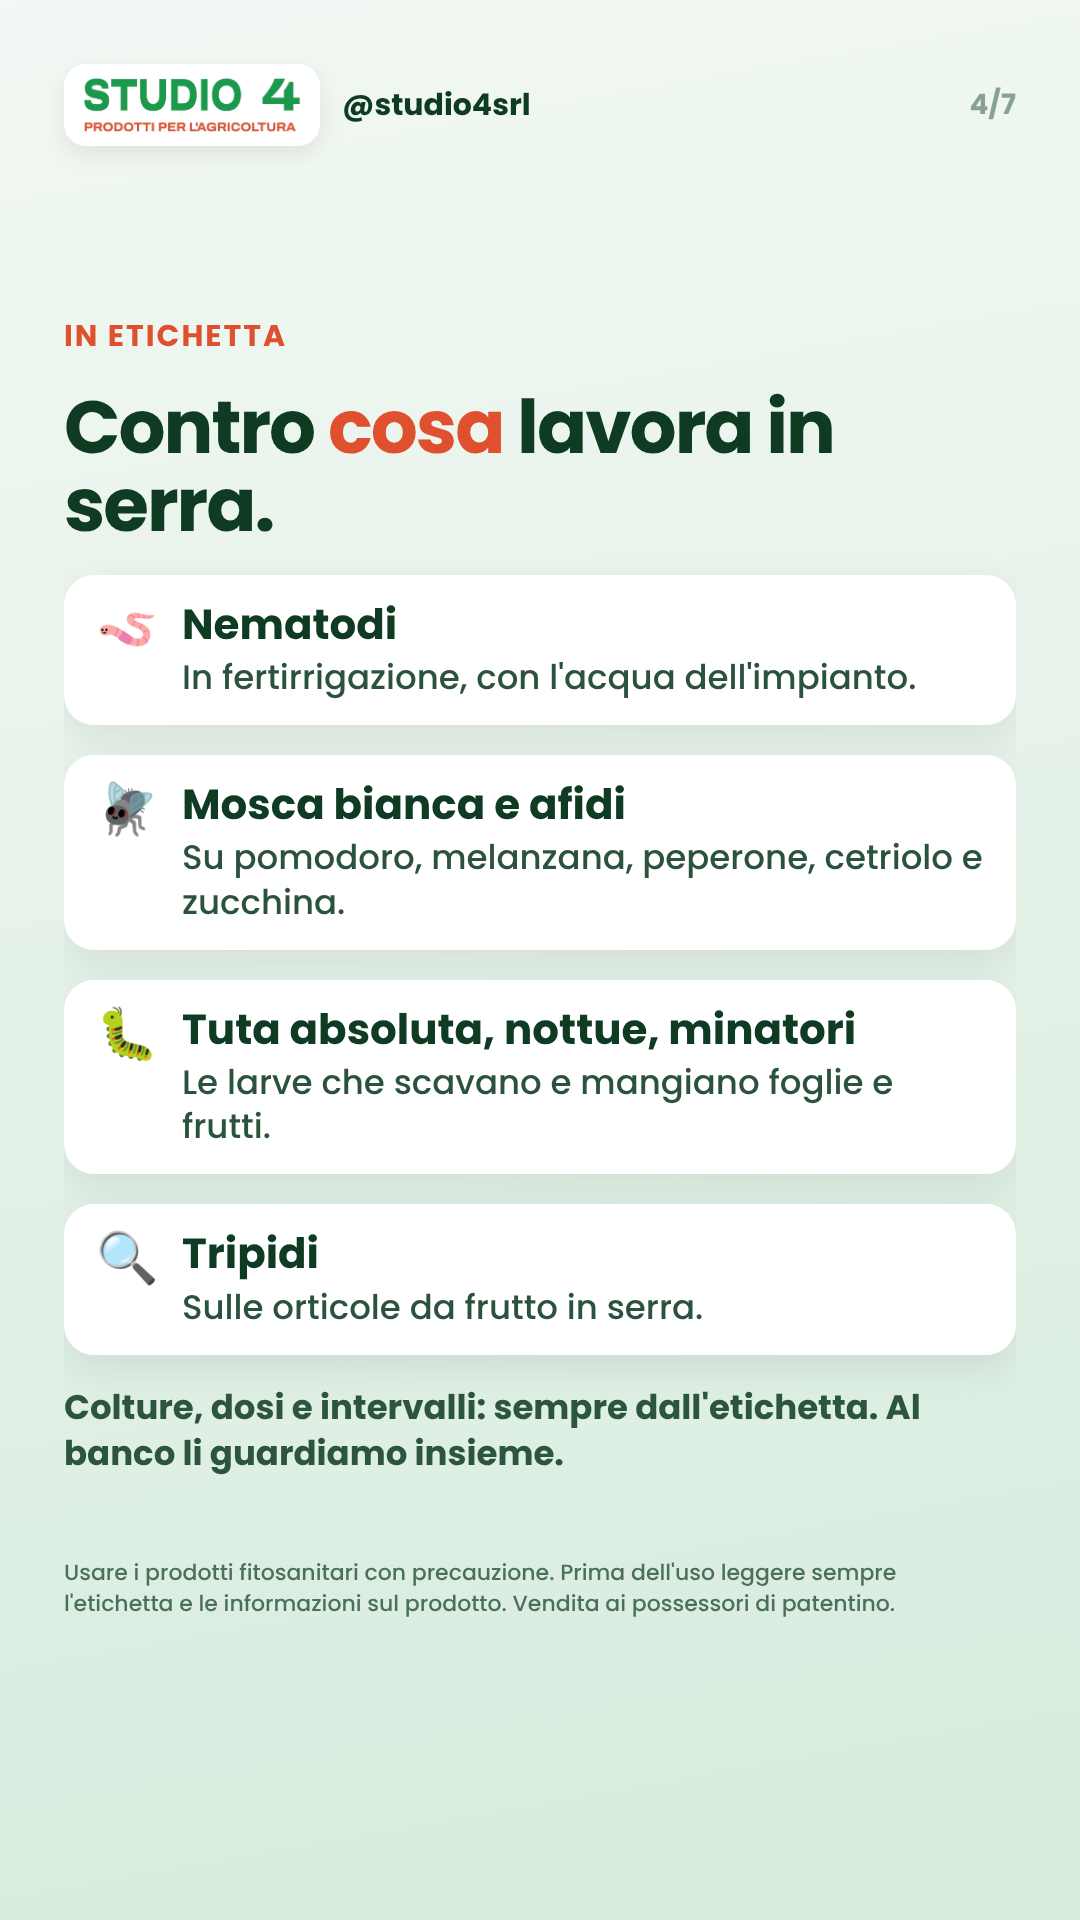 STUDIO 4
PRODOTTI PER L'AGRICOLTURA
@studio4srl
4/7
IN ETICHETTA
Contro cosa lavora in
serra.
Nematodi
In fertirrigazione, con l'acqua dell'impianto.
Mosca bianca e afidi
Su pomodoro, melanzana, peperone, cetriolo e
zucchina.
Tuta absoluta, nottue, minatori
Le larve che scavano e mangiano foglie e
frutti.
Tripidi
Sulle orticole da frutto in serra.
Colture, dosi e intervalli: sempre dall'etichetta. Al
banco li guardiamo insieme.
Usare i prodotti fitosanitari con precauzione. Prima dell'uso leggere sempre
l'etichetta e le informazioni sul prodotto. Vendita ai possessori di patentino.